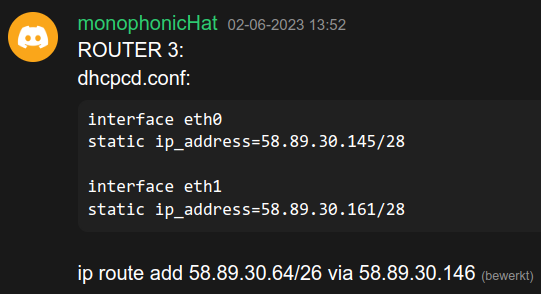 monophonicHat 02-06-2023 13:52
ROUTER 3:
dhcpcd.conf:
interface eth0
static ip_address=58.89.30.145/28
interface eth1
static ip_address=58.89.30.161/28
ip route add 58.89.30.64/26 via 58.89.30.146 (bewerkt)